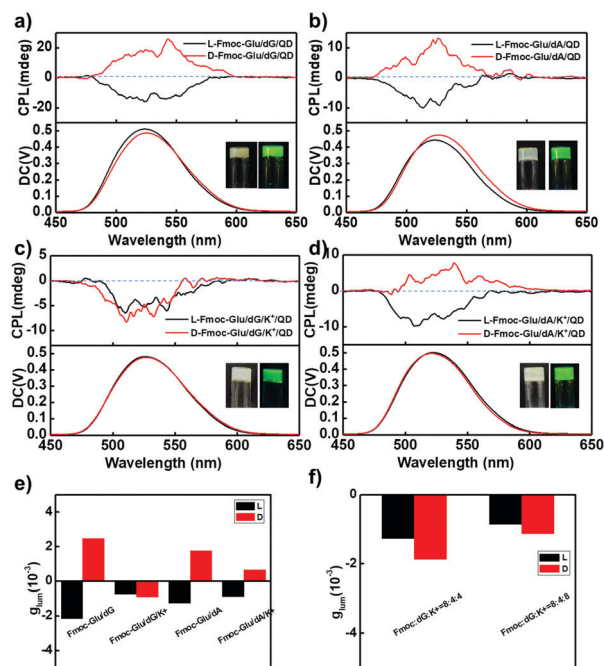 a)
CPL(mdeg)
20
0
-20
L-Fmoc-Glu/dG/QD
D-Fmoc-Glu/dG/QD
DC(V)
0.5
0.4
0.3
0.2
0.1
0.0
450 500 550 600 650
Wavelength (nm)
b)
CPL(mdeg)
20
10
0
-10
L-Fmoc-Glu/dA/QD
D-Fmoc-Glu/dA/QD
DC(V)
0.6
0.5
0.4
0.3
0.2
0.1
0.0
450 500 550 600 650
Wavelength (nm)
c)
CPL(mdeg)
5
0
-5
-10
L-Fmoc-Glu/dG/K+/QD
D-Fmoc-Glu/dG/K+/QD
DC(V)
0.5
0.4
0.3
0.2
0.1
0.0
450 500 550 600 650
Wavelength (nm)
d)
CPL(mdeg)
10
0
-10
L-Fmoc-Glu/dA/K+/QD
D-Fmoc-Glu/dA/K+/QD
DC(V)
0.5
0.4
0.3
0.2
0.1
0.0
450 500 550 600 650
Wavelength (nm)
e)
glum(10-3)
4
2
0
-2
-4
L
D
Fmoc-Glu/dG
Fmoc-Glu/dG/K+
Fmoc-Glu/dA
Fmoc-Glu/dA/K+
f)
glum(10-3)
0
-2
-4
L
D
Fmoc:dG:K+=8:4:4
Fmoc:dG:K+=8:4:8